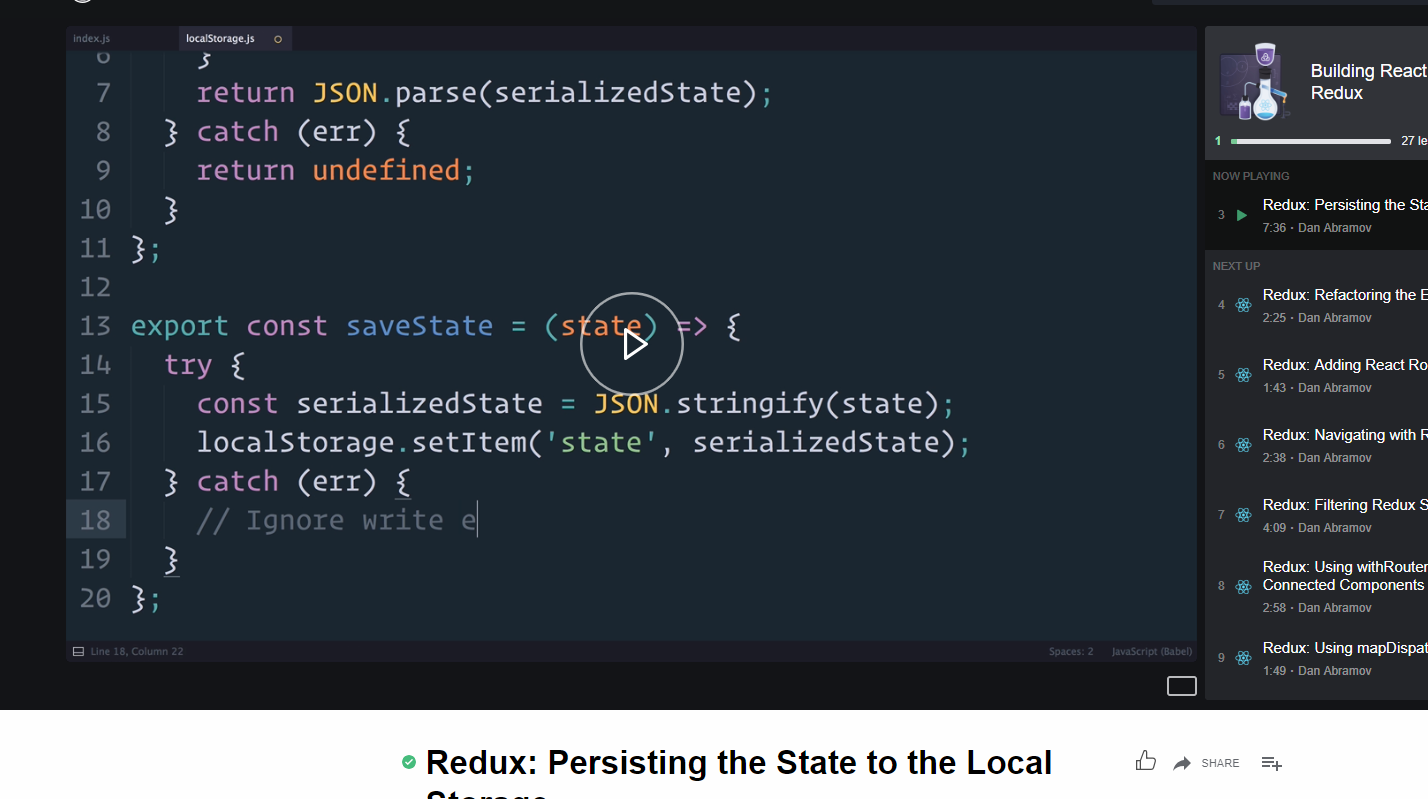 index.js
localStorage.js
6 }
7 return JSON.parse(serializedState);
8 } catch (err) {
9 return undefined;
10 }
11 };
12
13 export const saveState = (state) => {
14 try {
15 const serializedState = JSON.stringify(state);
16 localStorage.setItem('state', serializedState);
17 } catch (err) {
18 // Ignore write e
19 }
20 };
Line 18, Column 22
Spaces: 2
JavaScript (Babel)
Building React
Redux
1
27 le
NOW PLAYING
3
Redux: Persisting the Sta
7:36 · Dan Abramov
NEXT UP
4
Redux: Refactoring the E
2:25 · Dan Abramov
5
Redux: Adding React Ro
1:43 · Dan Abramov
6
Redux: Navigating with R
2:38 · Dan Abramov
7
Redux: Filtering Redux S
4:09 · Dan Abramov
8
Redux: Using withRouter
Connected Components
2:58 · Dan Abramov
9
Redux: Using mapDispat
1:49 · Dan Abramov
Redux: Persisting the State to the Local
Storage
SHARE